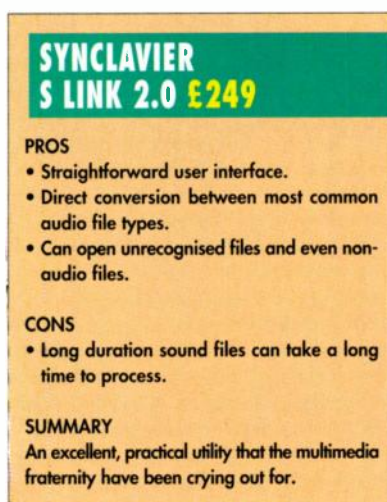 SYNCLAVIER
S LINK 2.0 £249
PROS
• Straightforward user interface.
• Direct conversion between most common
audio file types.
• Can open unrecognised files and even non-
audio files.
CONS
• Long duration sound files can take a long
time to process.
SUMMARY
An excellent, practical utility that the multimedia
fraternity have been crying out for.